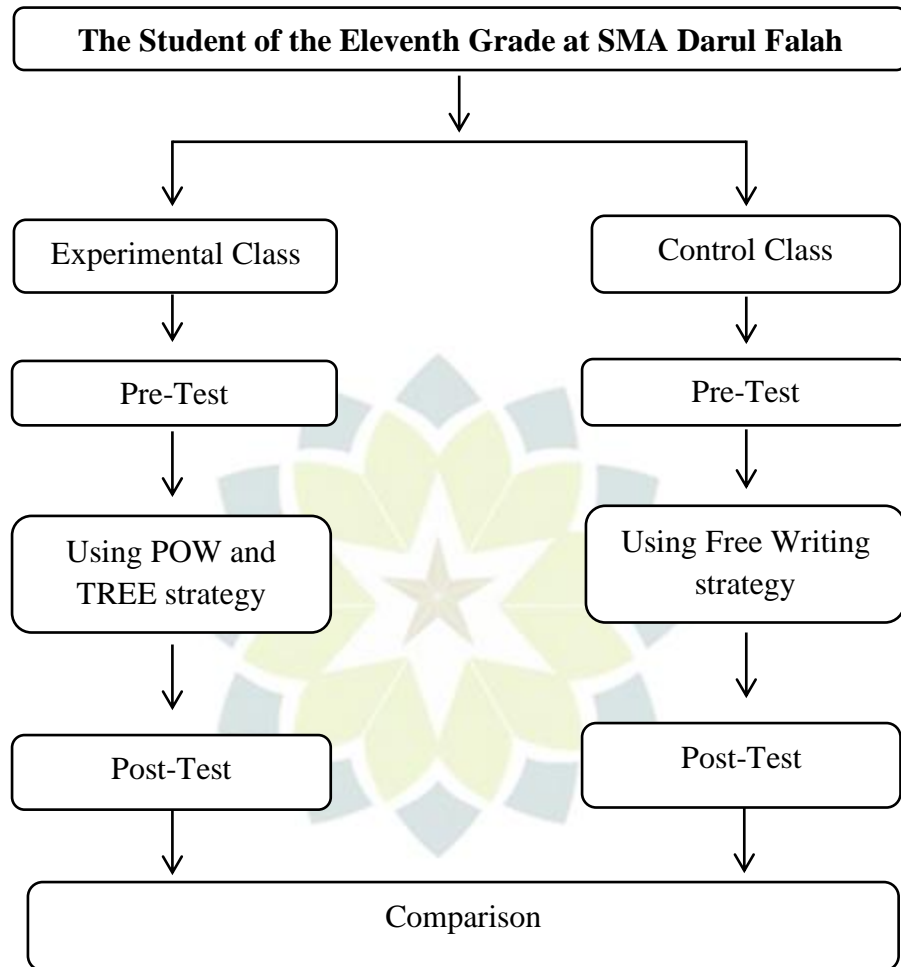 The Student of the Eleventh Grade at SMA Darul Falah
Experimental Class
Control Class
Pre-Test
Pre-Test
Using POW and
TREE strategy
Using Free Writing
strategy
Post-Test
Post-Test
Comparison